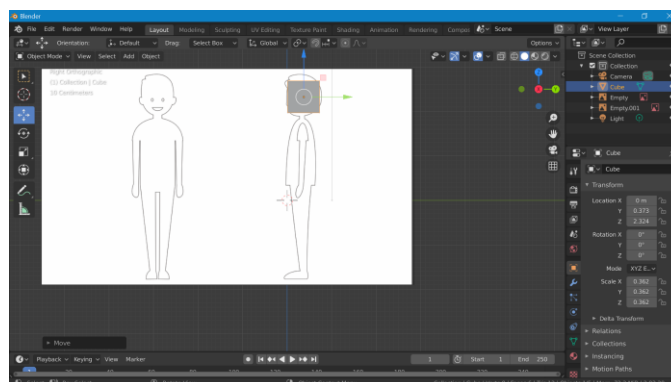 Blender
File Edit Render Window Help Layout Modeling Sculpting UV Editing Texture Paint Shading Animation Rendering Compos Scene View Layer
Orientation: Default Drag: Select Box Global Options
Object Mode View Select Add Object
Right Orthographic
(1) Collection | Cube
10 Centimeters
Scene Collection
Collection
Camera
Cube
Empty
Empty.001
Light
Cube
Cube
Transform
Location X 0 m
Y 0.373
Z 2.324
Rotation X 0°
Y 0°
Z 0°
Mode XYZ E...
Scale X 0.362
Y 0.362
Z 0.362
Delta Transform
Relations
Collections
Instancing
Motion Paths
Move
Playback Keying View Marker 1 Start 1 End 250